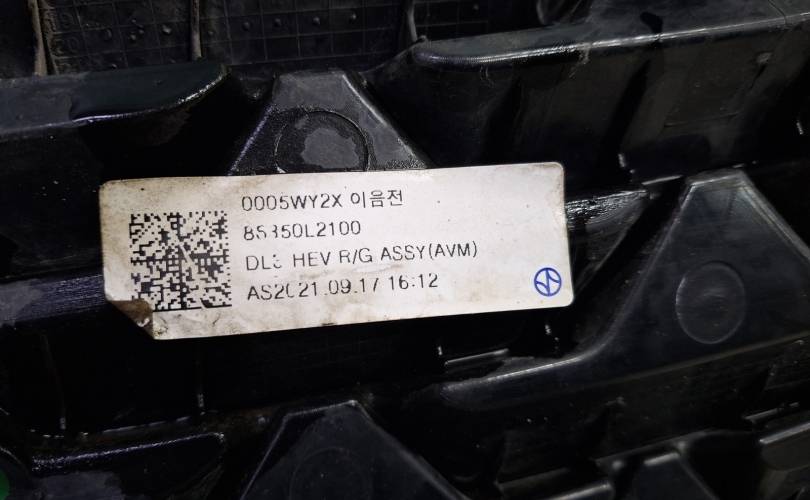 0005WY2X 이음전
86350L2100
DL3 HEV R/G ASSY(AVM)
AS2021.09.17 16:12